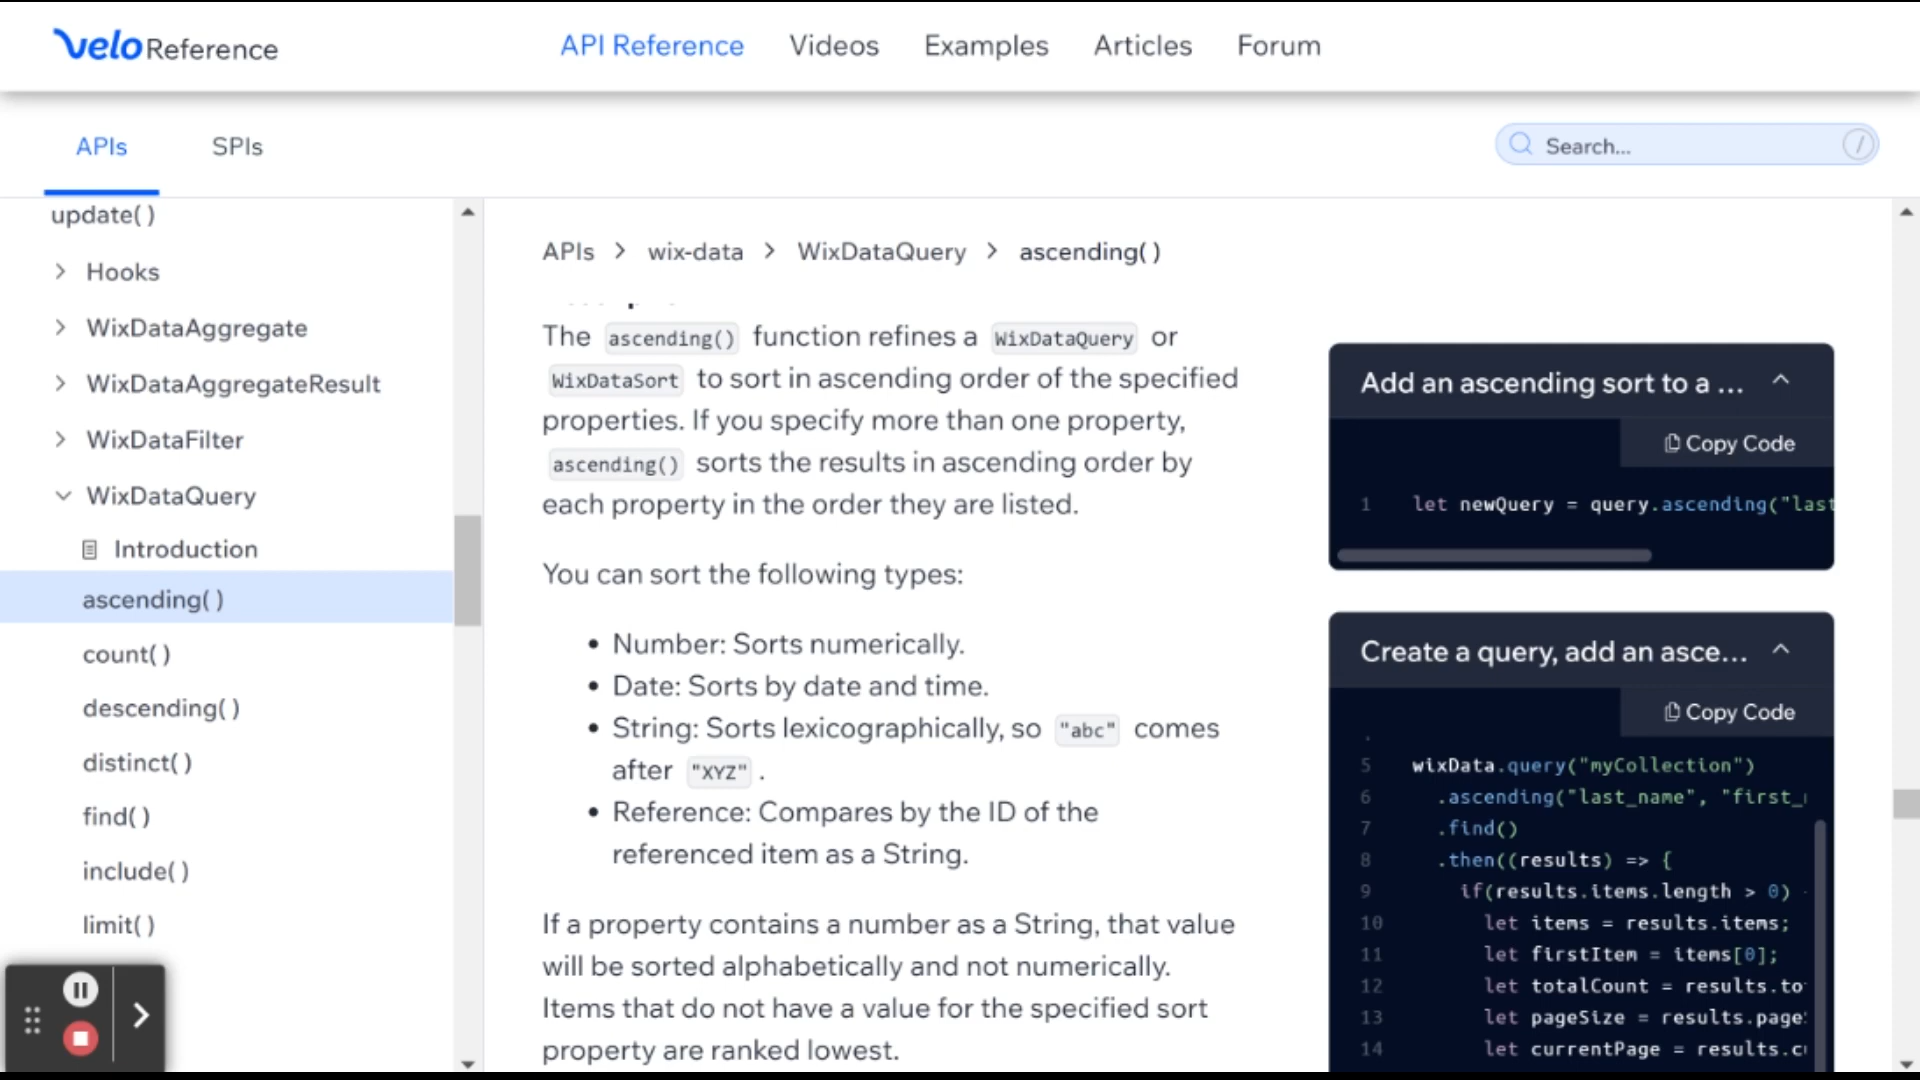 velo Reference
API Reference Videos Examples Articles Forum
APIs SPIs
Search... /
update( )
Hooks
WixDataAggregate
WixDataAggregateResult
WixDataFilter
WixDataQuery
Introduction
ascending( )
count( )
descending( )
distinct( )
find( )
include( )
limit( )
APIs > wix-data > WixDataQuery > ascending( )
The ascending() function refines a WixDataQuery or
WixDataSort to sort in ascending order of the specified
properties. If you specify more than one property,
ascending() sorts the results in ascending order by
each property in the order they are listed.
You can sort the following types:
• Number: Sorts numerically.
• Date: Sorts by date and time.
• String: Sorts lexicographically, so "abc" comes
after "XYZ" .
• Reference: Compares by the ID of the
referenced item as a String.
If a property contains a number as a String, that value
will be sorted alphabetically and not numerically.
Items that do not have a value for the specified sort
property are ranked lowest.
Add an ascending sort to a ...
Copy Code
1 let newQuery = query.ascending("last
Create a query, add an asce...
Copy Code
5 wixData.query("myCollection")
6 .ascending("last_name", "first_
7 .find()
8 .then((results) => {
9 if(results.items.length > 0)
10 let items = results.items;
11 let firstItem = items[0];
12 let totalCount = results.to
13 let pageSize = results.page
14 let currentPage = results.c